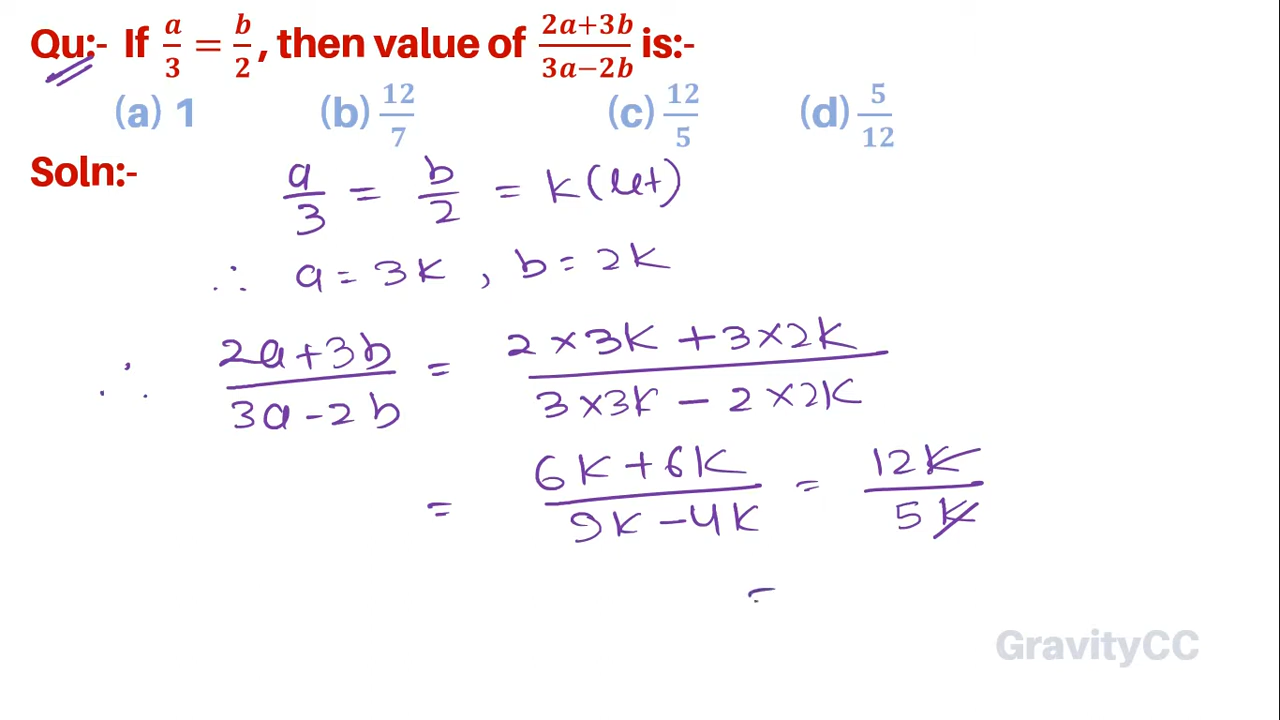 Qu:- If a/3 = b/2, then value of (2a+3b)/(3a−2b) is:-
(a) 1 (b) 12/7 (c) 12/5 (d) 5/12
Soln:-
a/3 = b/2 = K (let)
∴ a = 3K , b = 2K
∴ (2a+3b)/(3a-2b) = (2×3K + 3×2K)/(3×3K − 2×2K)
= (6K+6K)/(9K−4K) = 12K/5K
=
GravityCC